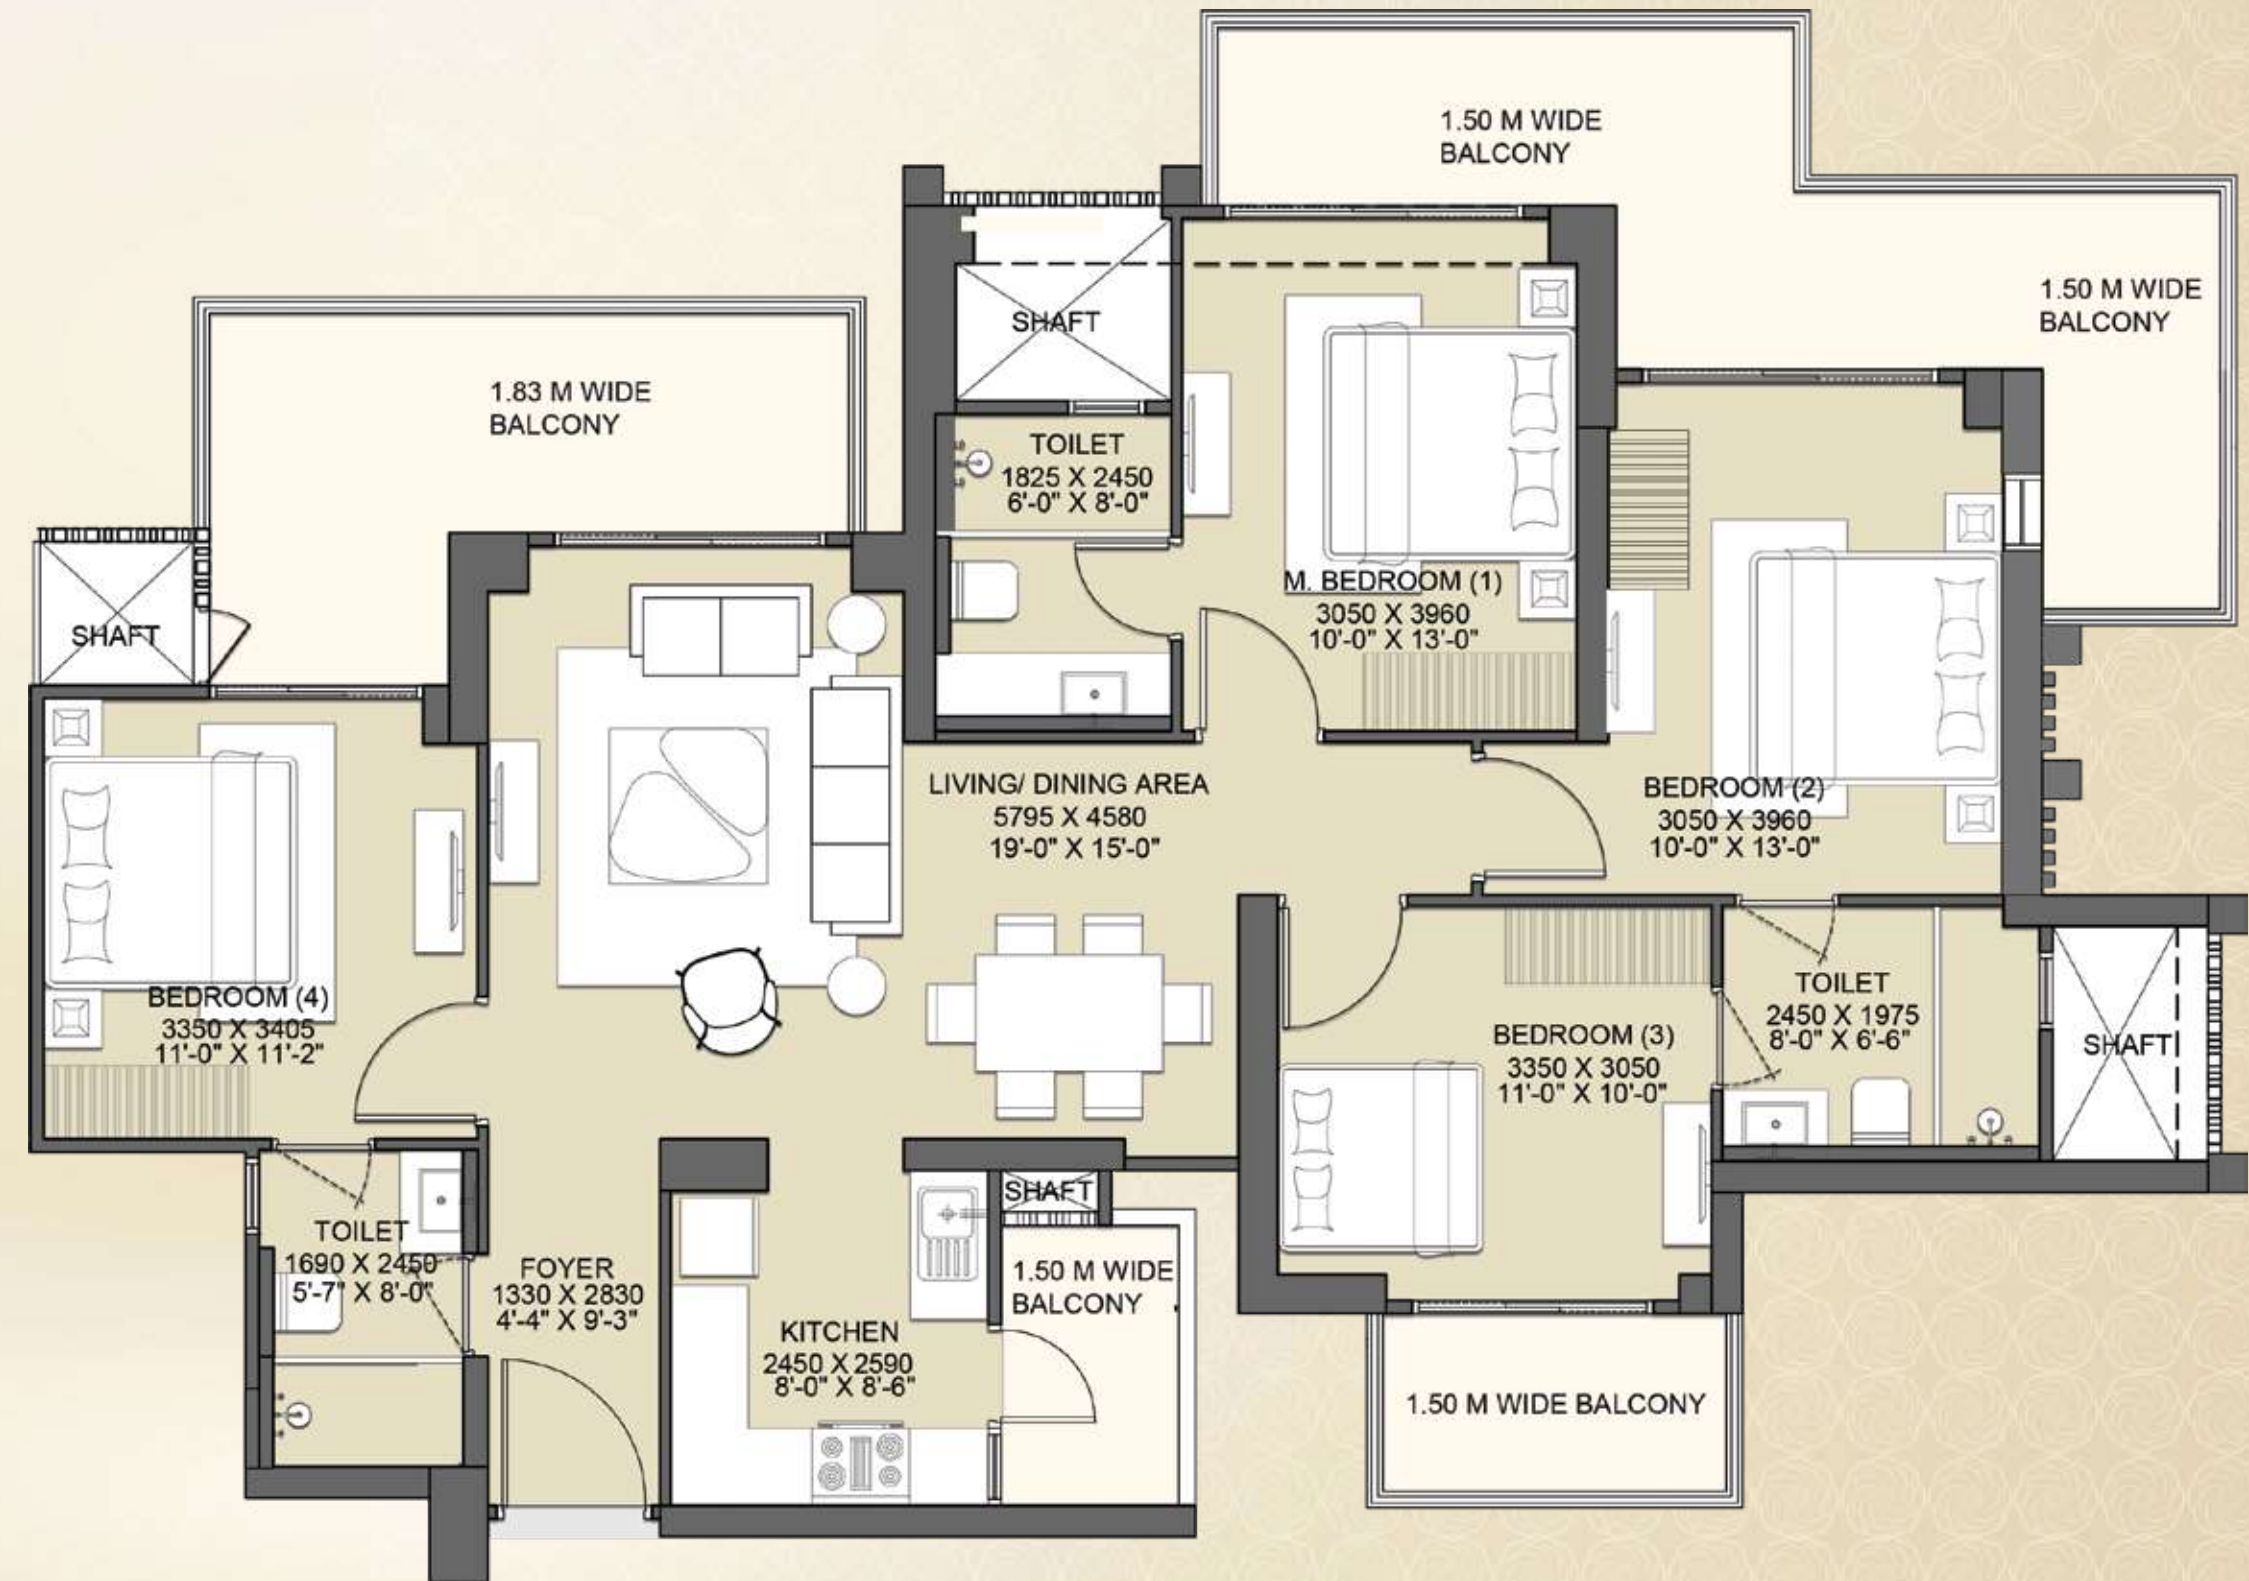 1.50 M WIDE
BALCONY
1.50 M WIDE
BALCONY
SHAFT
1.83 M WIDE
BALCONY
TOILET
1825 X 2450
6'-0" X 8'-0"
M. BEDROOM (1)
3050 X 3960
10'-0" X 13'-0"
SHAFT
LIVING/ DINING AREA
5795 X 4580
19'-0" X 15'-0"
BEDROOM (2)
3050 X 3960
10'-0" X 13'-0"
BEDROOM (4)
3350 X 3405
11'-0" X 11'-2"
BEDROOM (3)
3350 X 3050
11'-0" X 10'-0"
TOILET
2450 X 1975
8'-0" X 6'-6"
SHAFT
SHAFT
TOILET
1690 X 2450
5'-7" X 8'-0"
FOYER
1330 X 2830
4'-4" X 9'-3"
KITCHEN
2450 X 2590
8'-0" X 8'-6"
1.50 M WIDE
BALCONY
1.50 M WIDE BALCONY